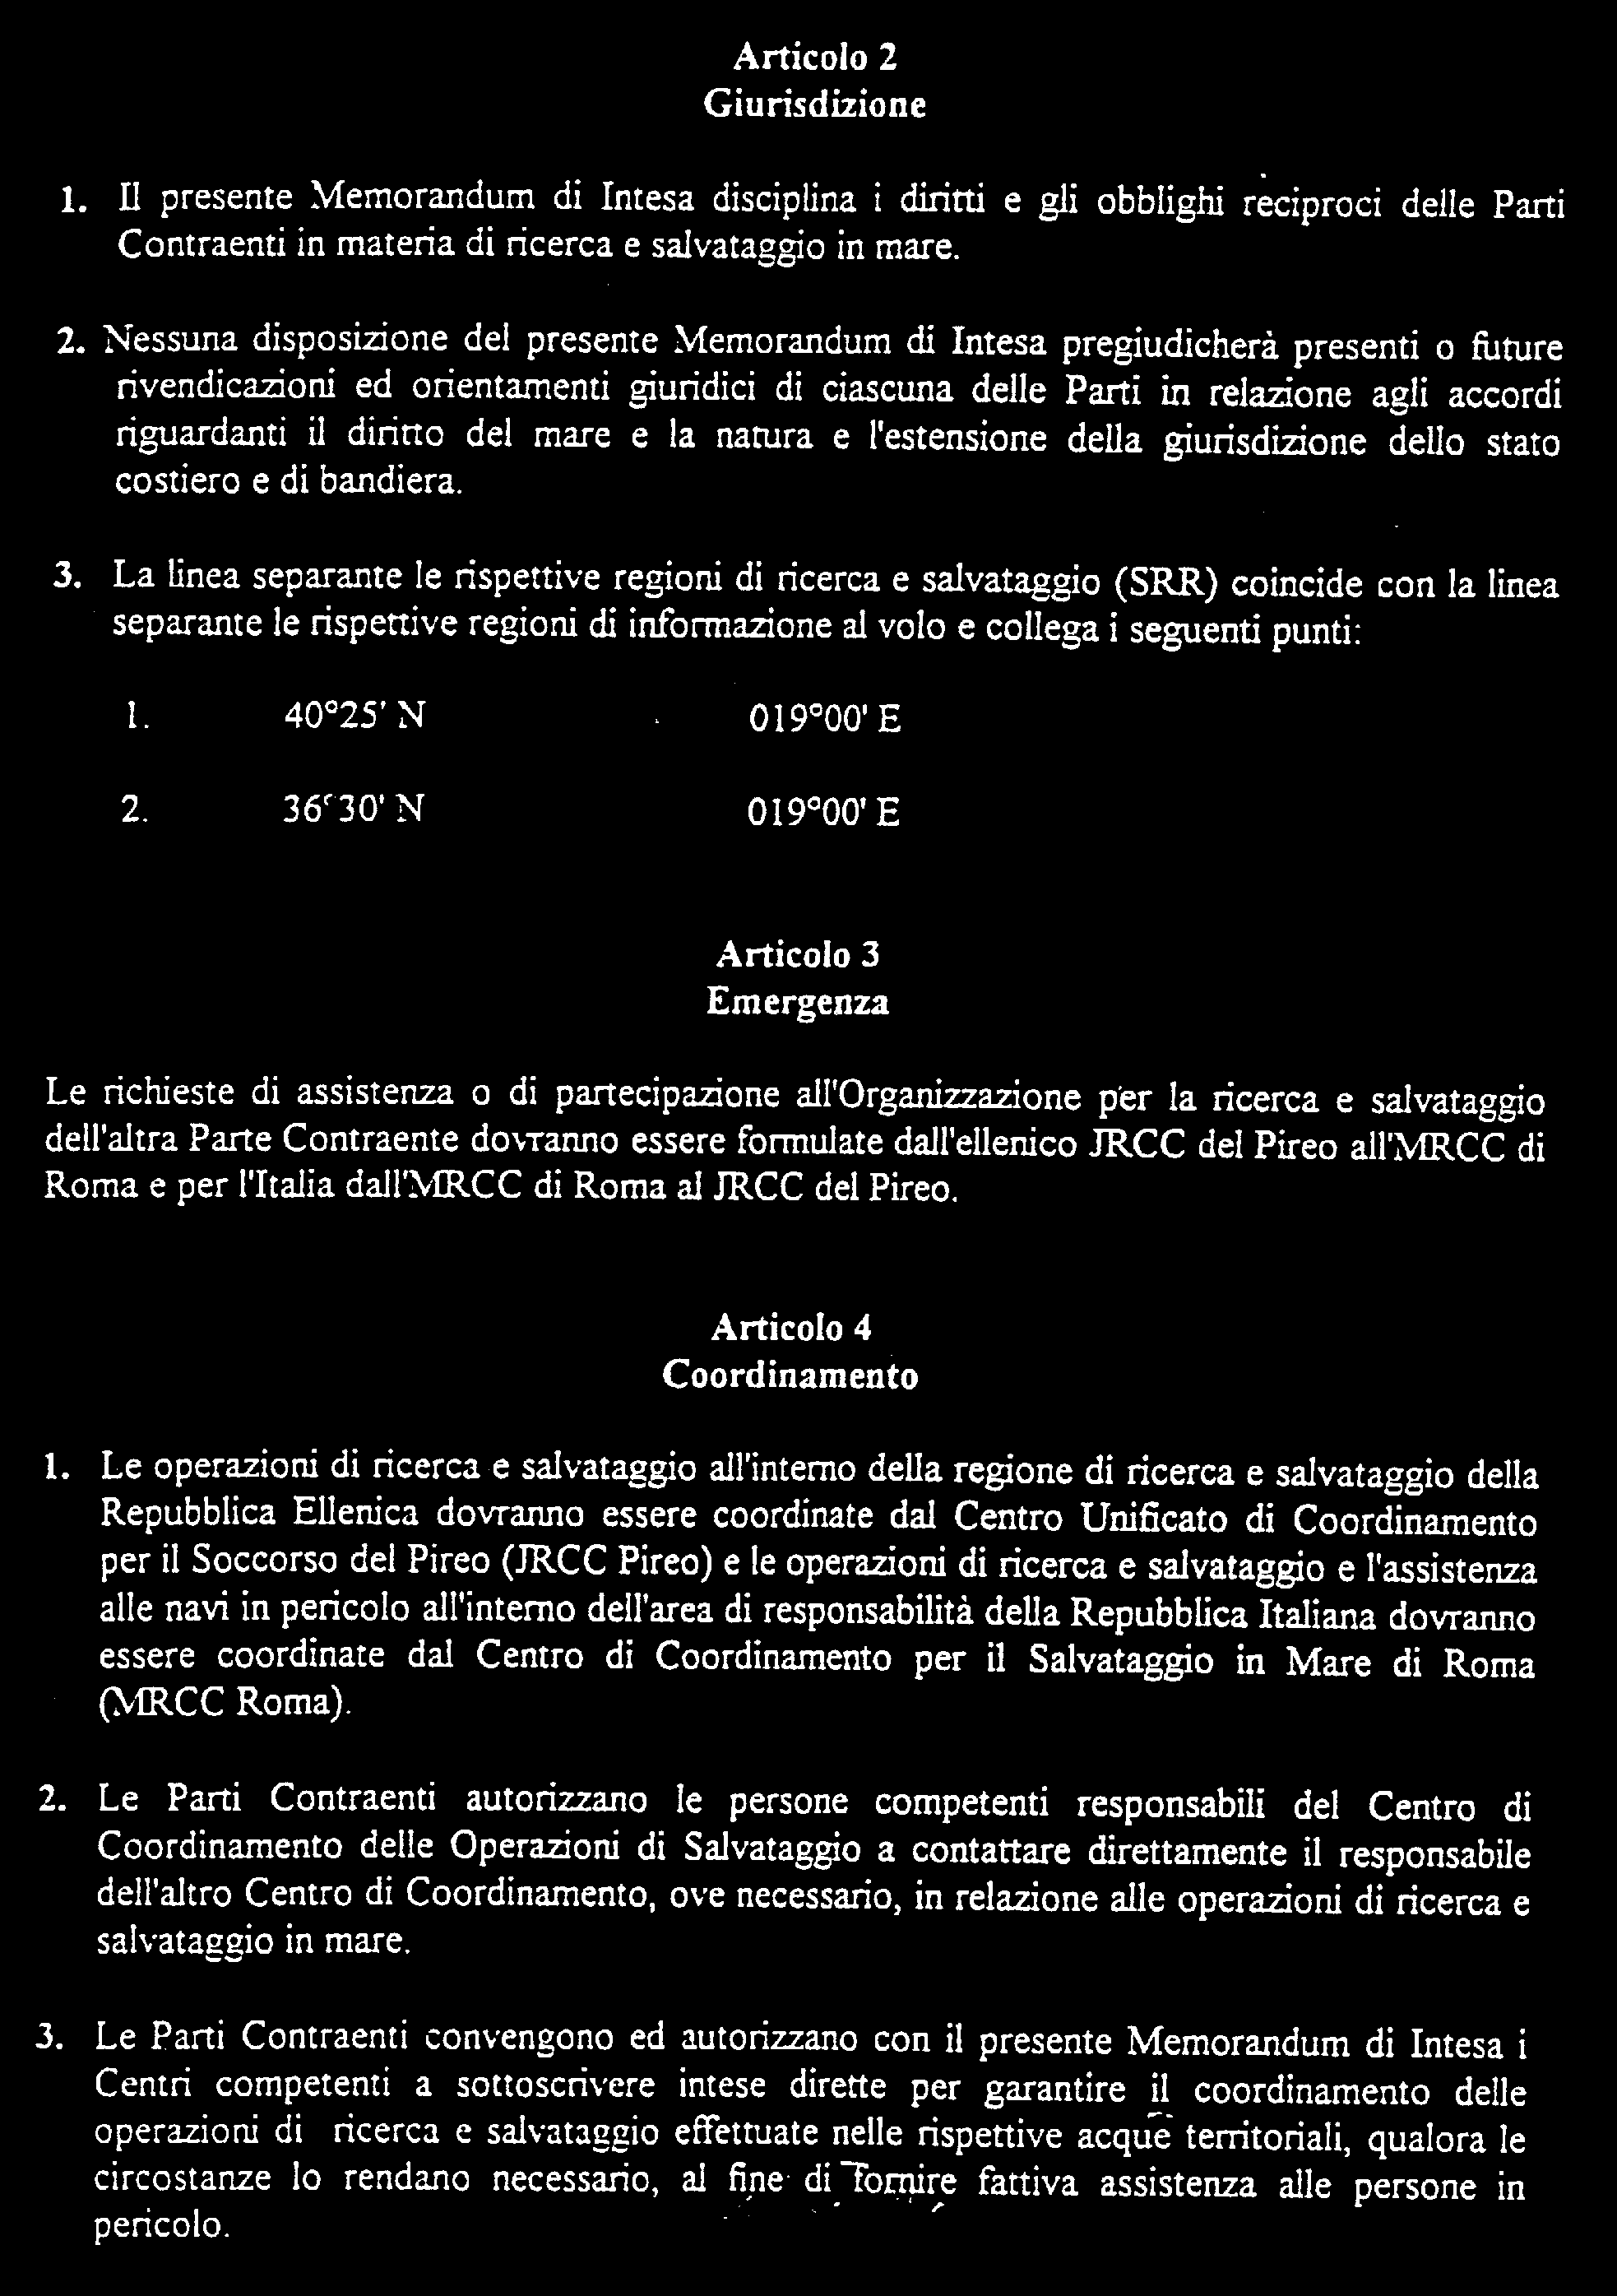 Articolo 2
Giurisdizione
1. Il presente Memorandum di Intesa disciplina i diritti e gli obblighi reciproci delle Parti
Contraenti in materia di ricerca e salvataggio in mare.
2. Nessuna disposizione del presente Memorandum di Intesa pregiudicherà presenti o future
rivendicazioni ed orientamenti giuridici di ciascuna delle Parti in relazione agli accordi
riguardanti il diritto del mare e la natura e l'estensione della giurisdizione dello stato
costiero e di bandiera.
3. La linea separante le rispettive regioni di ricerca e salvataggio (SRR) coincide con la linea
separante le rispettive regioni di informazione al volo e collega i seguenti punti:
1. 40°25' N 019°00' E
2. 36°30' N 019°00' E
Articolo 3
Emergenza
Le richieste di assistenza o di partecipazione all'Organizzazione per la ricerca e salvataggio
dell'altra Parte Contraente dovranno essere formulate dall'ellenico JRCC del Pireo all'MRCC di
Roma e per l'Italia dall'MRCC di Roma al JRCC del Pireo.
Articolo 4
Coordinamento
1. Le operazioni di ricerca e salvataggio all'interno della regione di ricerca e salvataggio della
Repubblica Ellenica dovranno essere coordinate dal Centro Unificato di Coordinamento
per il Soccorso del Pireo (JRCC Pireo) e le operazioni di ricerca e salvataggio e l'assistenza
alle navi in pericolo all'interno dell'area di responsabilità della Repubblica Italiana dovranno
essere coordinate dal Centro di Coordinamento per il Salvataggio in Mare di Roma
(MRCC Roma).
2. Le Parti Contraenti autorizzano le persone competenti responsabili del Centro di
Coordinamento delle Operazioni di Salvataggio a contattare direttamente il responsabile
dell'altro Centro di Coordinamento, ove necessario, in relazione alle operazioni di ricerca e
salvataggio in mare.
3. Le Parti Contraenti convengono ed autorizzano con il presente Memorandum di Intesa i
Centri competenti a sottoscrivere intese dirette per garantire il coordinamento delle
operazioni di ricerca e salvataggio effettuate nelle rispettive acque territoriali, qualora le
circostanze lo rendano necessario, al fine di fornire fattiva assistenza alle persone in
pericolo.